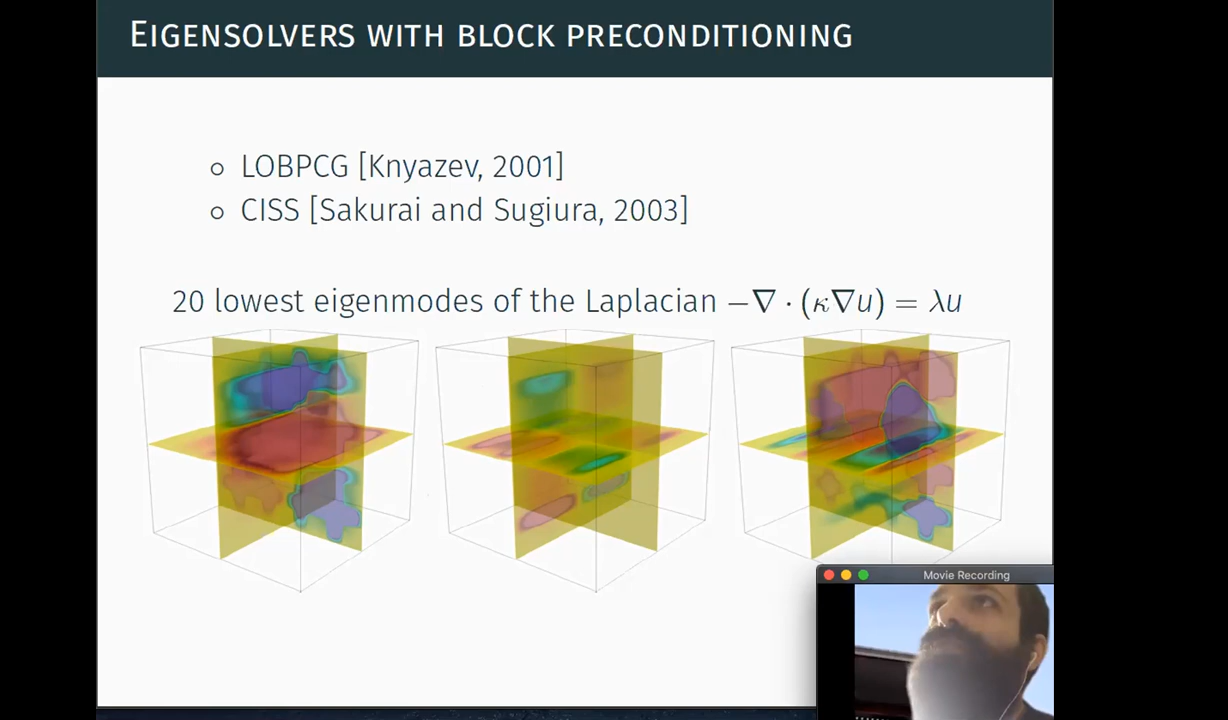 EIGENSOLVERS WITH BLOCK PRECONDITIONING
○ LOBPCG [Knyazev, 2001]
○ CISS [Sakurai and Sugiura, 2003]
20 lowest eigenmodes of the Laplacian −∇ · (κ∇u) = λu
Movie Recording